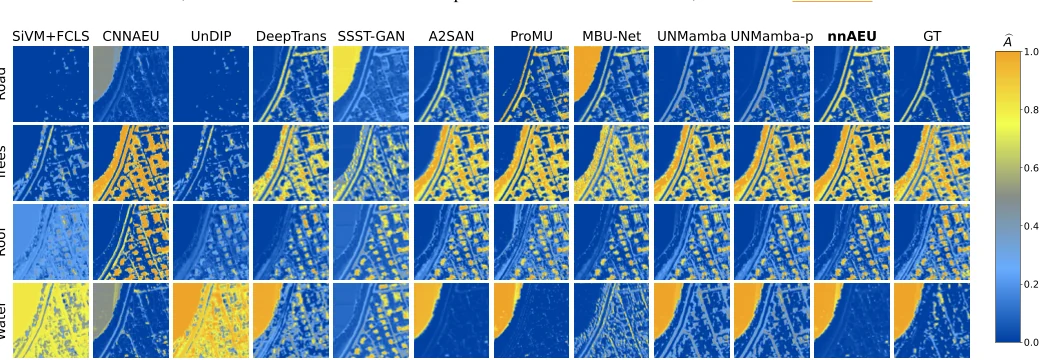 SiVM+FCLS CNNAEU UnDIP DeepTrans SSST-GAN A2SAN ProMU MBU-Net UNMamba UNMamba-p nnAEU GT
Â
1.0
Road
0.8
Trees
0.6
0.4
Roof
0.2
Water
0.0